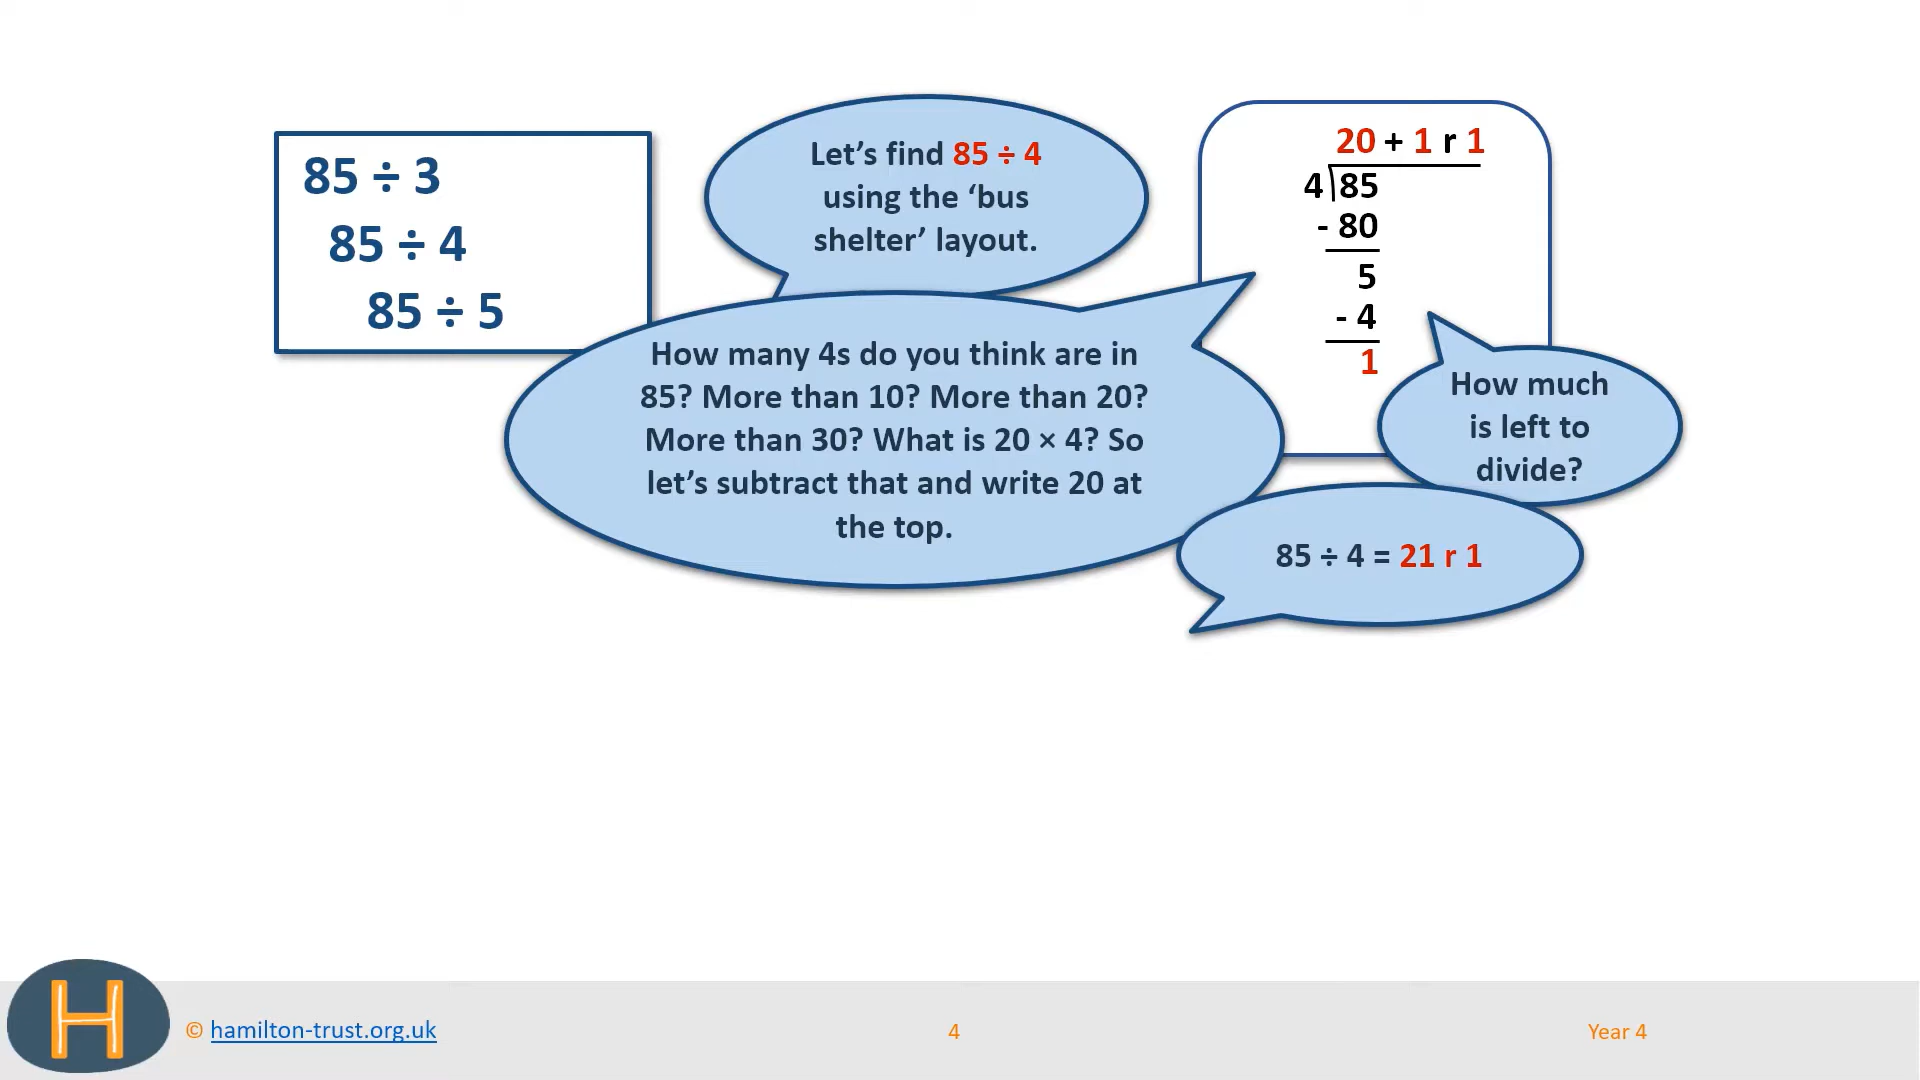 85 ÷ 3
85 ÷ 4
85 ÷ 5
Let’s find 85 ÷ 4
using the ‘bus
shelter’ layout.
How many 4s do you think are in
85? More than 10? More than 20?
More than 30? What is 20 × 4? So
let’s subtract that and write 20 at
the top.
20 + 1 r 1
4 85
- 80
5
- 4
1
How much
is left to
divide?
85 ÷ 4 = 21 r 1
H
© hamilton-trust.org.uk
4
Year 4